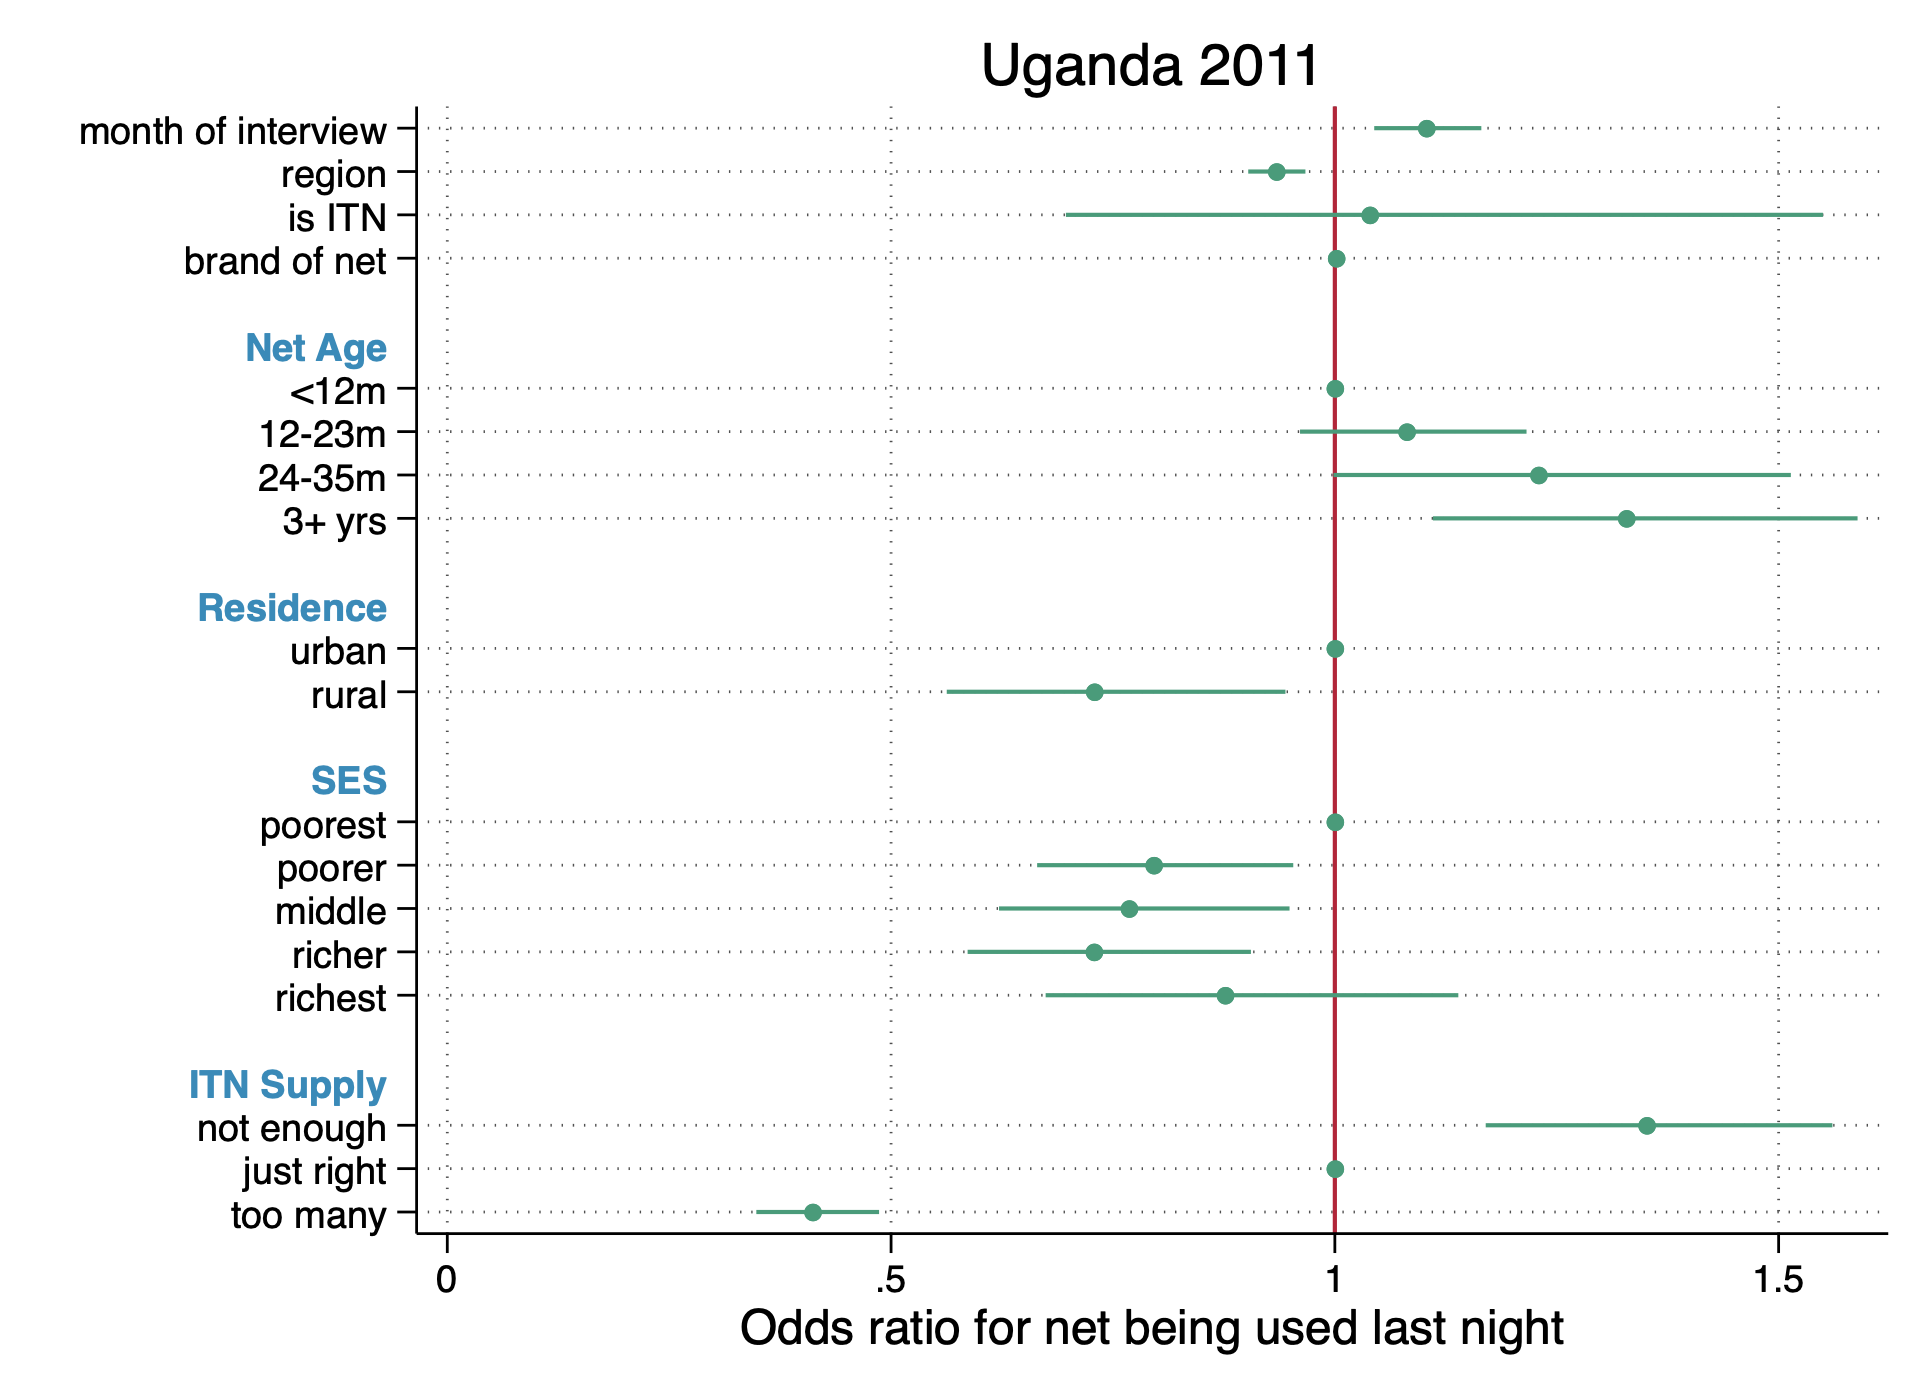 Uganda 2011
month of interview
region
is ITN
brand of net
Net Age
<12m
12-23m
24-35m
3+ yrs
Residence
urban
rural
SES
poorest
poorer
middle
richer
richest
ITN Supply
not enough
just right
too many
0 .5 1 1.5
Odds ratio for net being used last night